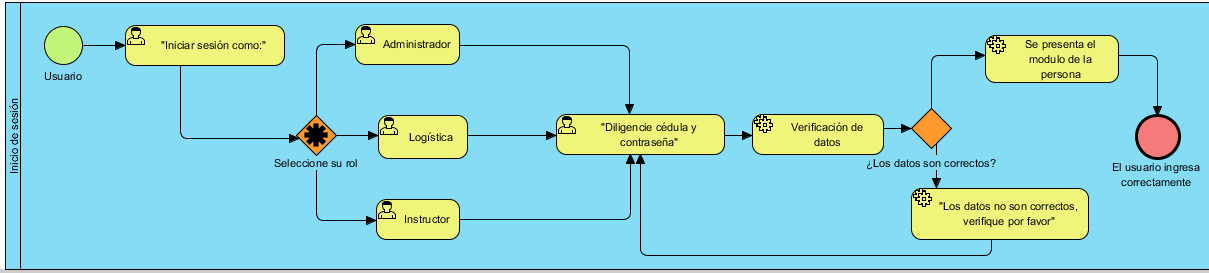 Inicio de sesión
Usuario
"Iniciar sesión como:"
Seleccione su rol
Administrador
Logística
Instructor
"Diligencie cédula y
contraseña"
Verificación de
datos
¿Los datos son correctos?
Se presenta el
modulo de la
persona
"Los datos no son correctos,
verifique por favor"
El usuario ingresa
correctamente